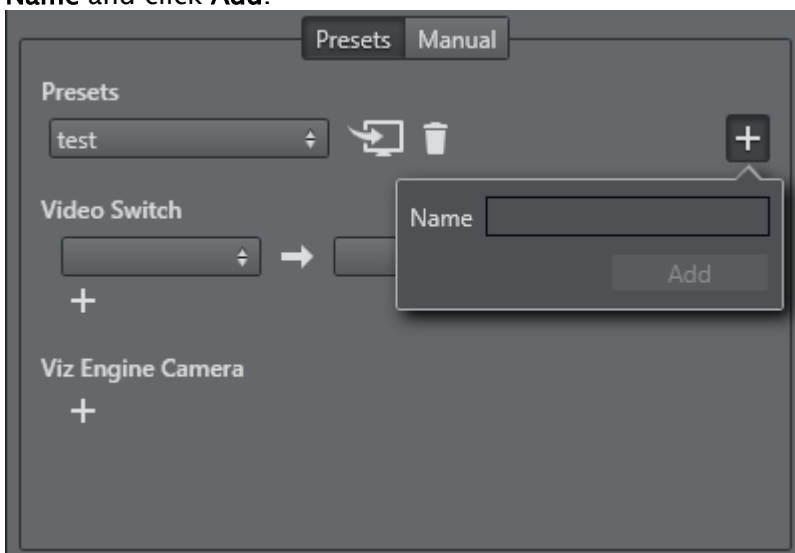 Name and click Add.
Presets Manual
Presets
test
Video Switch
Name
Add
Viz Engine Camera